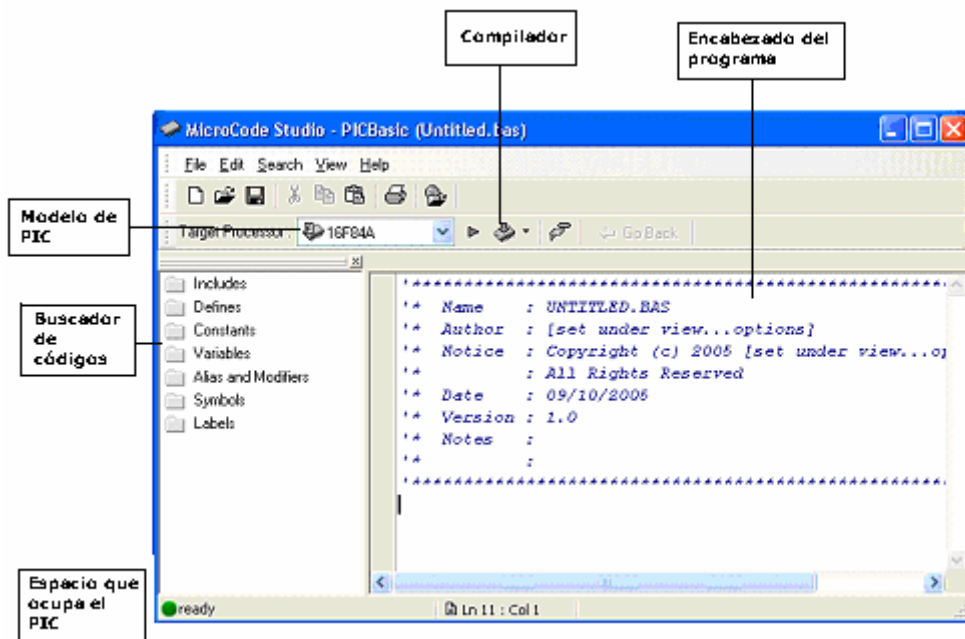 Compilador
Encabezado del
programa
MicroCode Studio - PICBasic (Untitled.bas)
File Edit Search View Help
Modelo de
PIC
Target Processor: 16F84A
Go Back
Buscador
de
códigos
Includes
Defines
Constants
Variables
Alias and Modifiers
Symbols
Labels
'****************************************************
'* Name : UNTITLED.BAS
'* Author : [set under view...options]
'* Notice : Copyright (c) 2005 [set under view...op
'* : All Rights Reserved
'* Date : 09/10/2005
'* Version : 1.0
'* Notes :
'* :
'****************************************************
Espacio que
ocupa el
PIC
ready
Ln 11 : Col 1